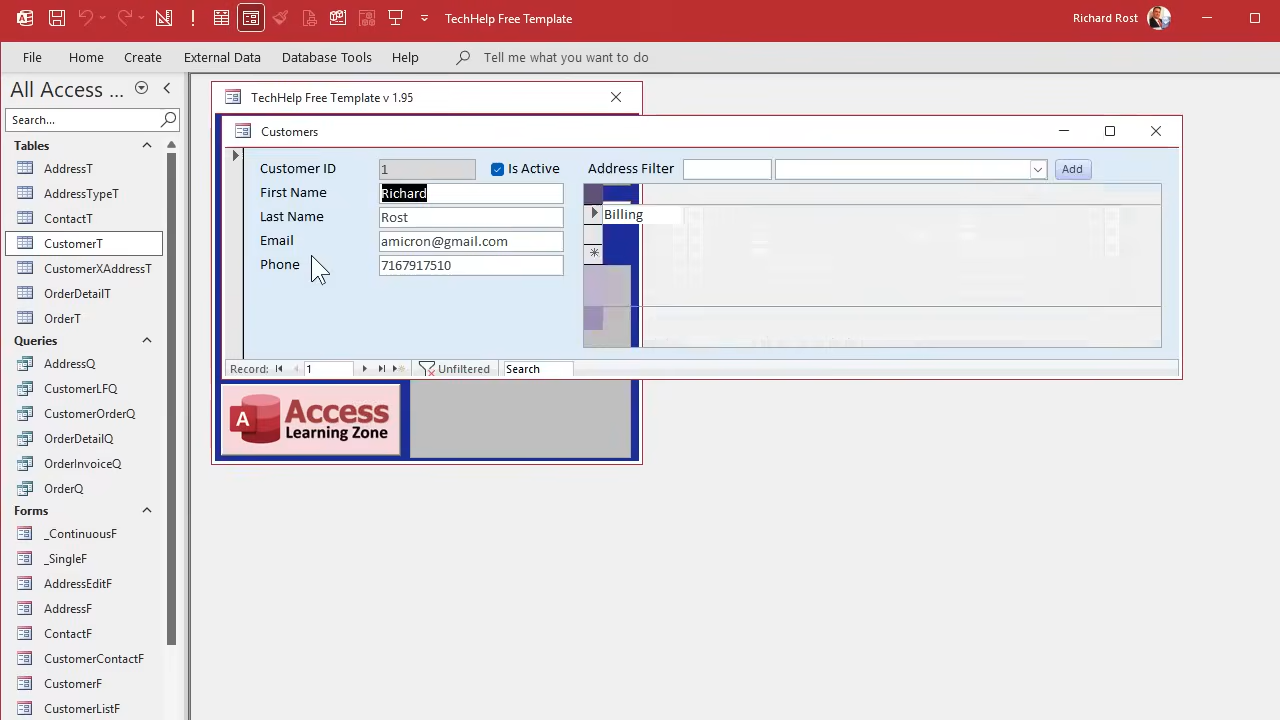 TechHelp Free Template
Richard Rost
File
Home
Create
External Data
Database Tools
Help
Tell me what you want to do
All Access ...
Search...
Tables
AddressT
AddressTypeT
ContactT
CustomerT
CustomerXAddressT
OrderDetailT
OrderT
Queries
AddressQ
CustomerLFQ
CustomerOrderQ
OrderDetailQ
OrderInvoiceQ
OrderQ
Forms
_ContinuousF
_SingleF
AddressEditF
AddressF
ContactF
CustomerContactF
CustomerF
CustomerListF
TechHelp Free Template v 1.95
Customers
Customer ID 1 Is Active
First Name Richard
Last Name Rost
Email amicron@gmail.com
Phone 7167917510
Address Filter Add
Billing
Record: 1 Unfiltered Search
A Access
Learning Zone